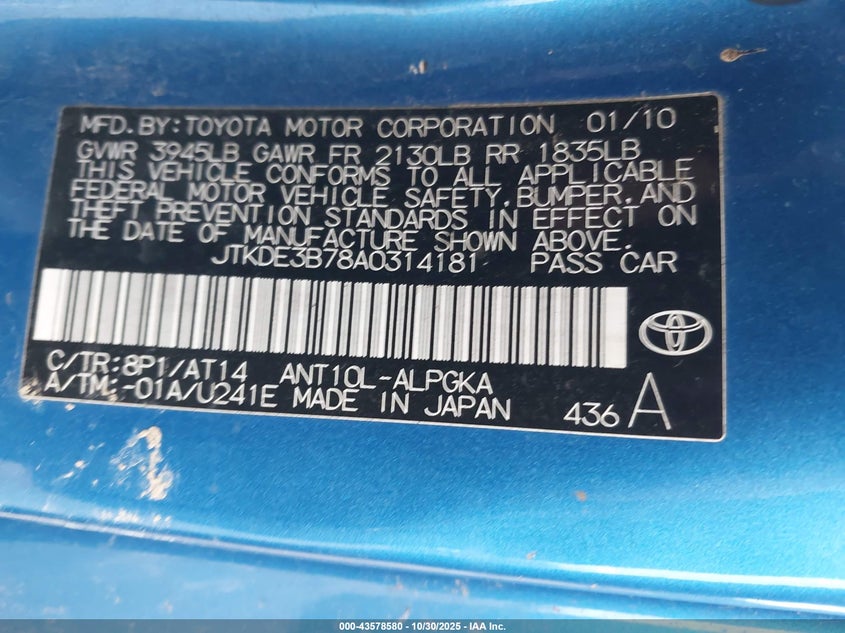 MFD.BY:TOYOTA MOTOR CORPORATION 01/10
GVWR 3945LB GAWR FR 2130LB RR 1835LB
THIS VEHICLE CONFORMS TO ALL APPLICABLE
FEDERAL MOTOR VEHICLE SAFETY,BUMPER,AND
THEFT PREVENTION STANDARDS IN EFFECT ON
THE DATE OF MANUFACTURE SHOWN ABOVE.
JTKDE3B78A0314181 PASS CAR
C/TR:8P1/AT14 ANT10L-ALPGKA
A/TM:-01A/U241E MADE IN JAPAN
436 A
000-43578580 - 10/30/2025 - IAA Inc.